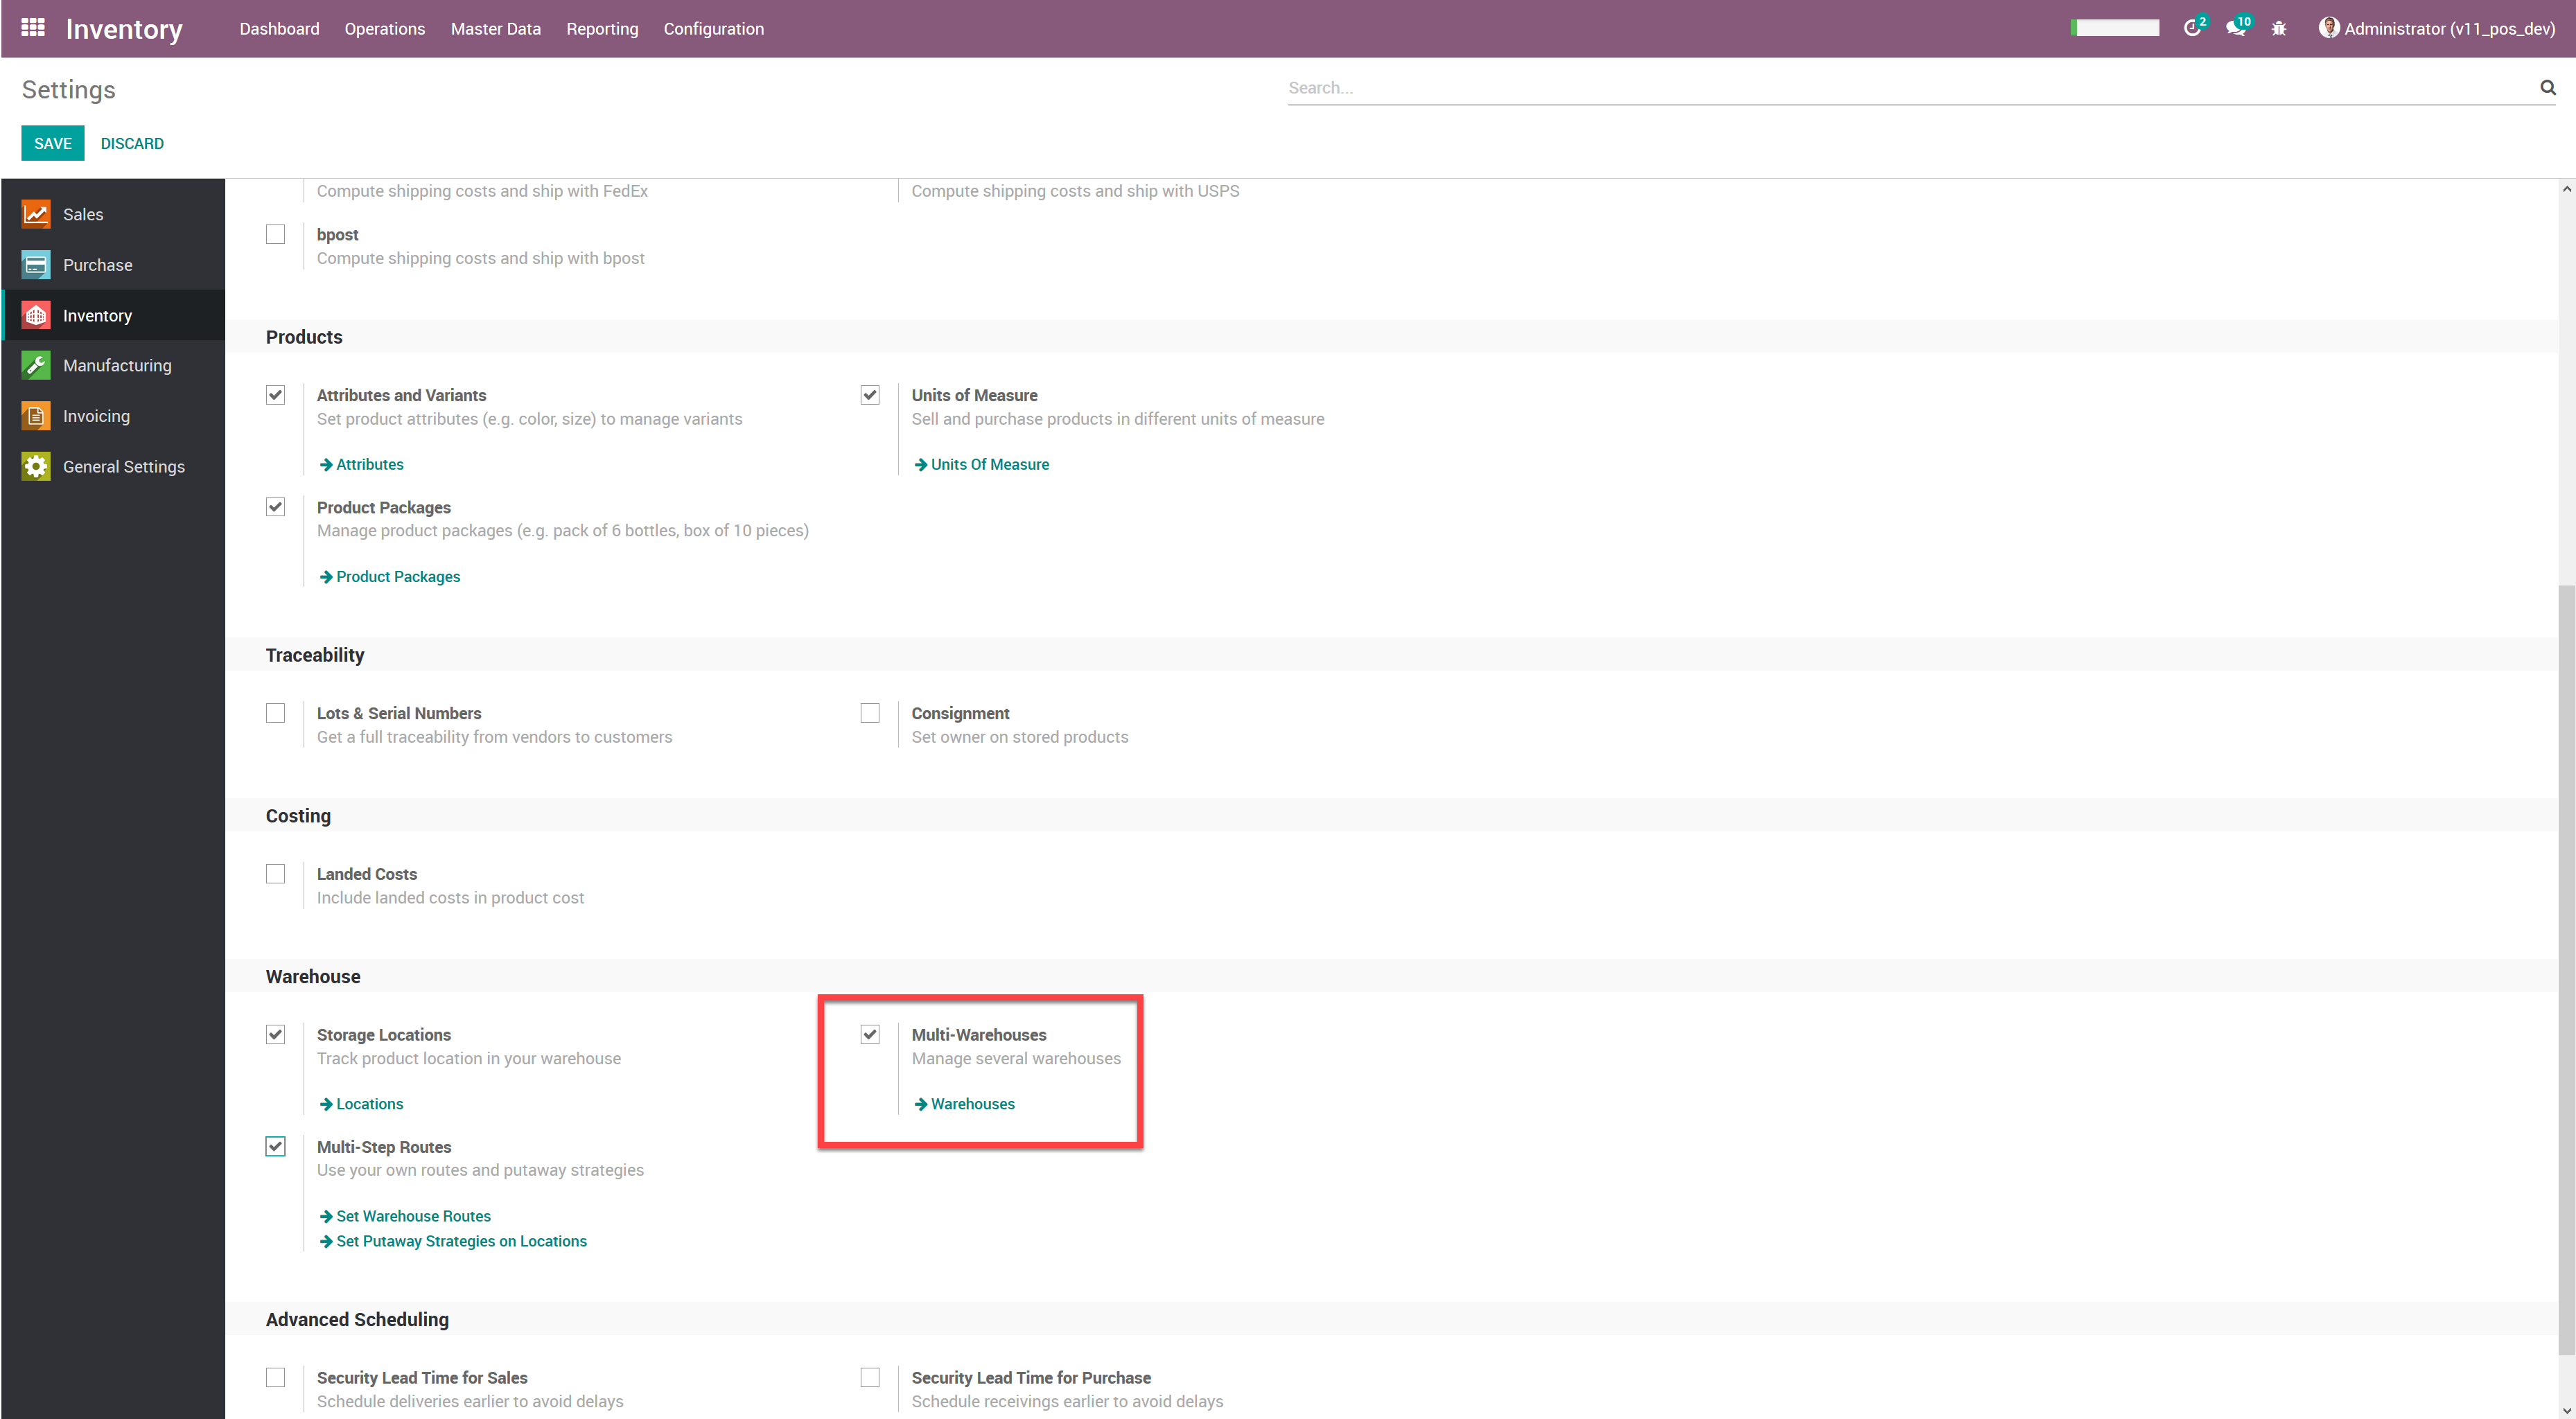 Inventory
Dashboard Operations Master Data Reporting Configuration
2 10 Administrator (v11_pos_dev)
Settings
Search...
SAVE DISCARD
Sales
Purchase
Inventory
Manufacturing
Invoicing
General Settings
Compute shipping costs and ship with FedEx
Compute shipping costs and ship with USPS
bpost
Compute shipping costs and ship with bpost
Products
Attributes and Variants
Set product attributes (e.g. color, size) to manage variants
Attributes
Units of Measure
Sell and purchase products in different units of measure
Units Of Measure
Product Packages
Manage product packages (e.g. pack of 6 bottles, box of 10 pieces)
Product Packages
Traceability
Lots & Serial Numbers
Get a full traceability from vendors to customers
Consignment
Set owner on stored products
Costing
Landed Costs
Include landed costs in product cost
Warehouse
Storage Locations
Track product location in your warehouse
Locations
Multi-Warehouses
Manage several warehouses
Warehouses
Multi-Step Routes
Use your own routes and putaway strategies
Set Warehouse Routes
Set Putaway Strategies on Locations
Advanced Scheduling
Security Lead Time for Sales
Schedule deliveries earlier to avoid delays
Security Lead Time for Purchase
Schedule receivings earlier to avoid delays